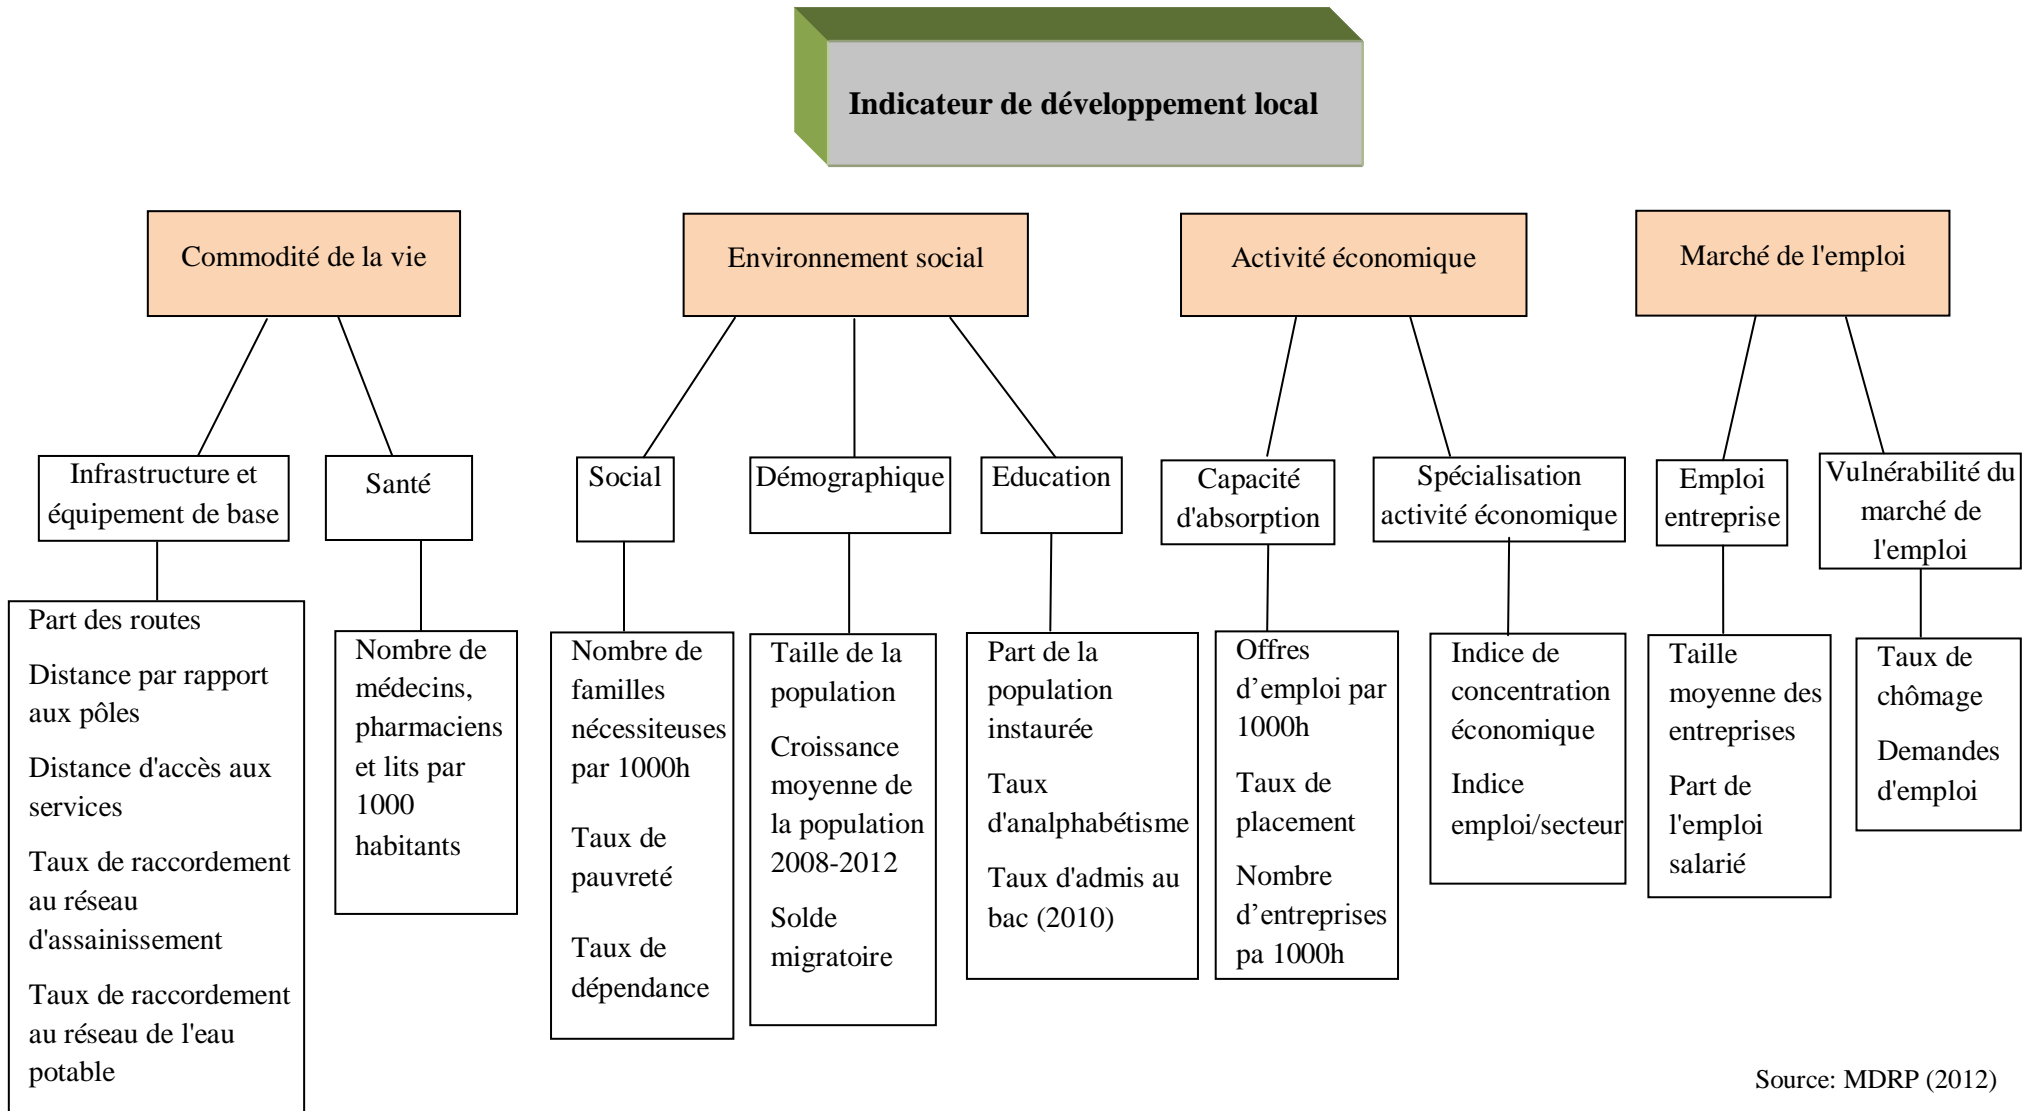 Indicateur de développement local
Commodité de la vie
Environnement social
Activité économique
Marché de l'emploi
Infrastructure et
équipement de base
Santé
Social
Démographique
Education
Capacité
d'absorption
Spécialisation
activité économique
Emploi
entreprise
Vulnérabilité du
marché de
l'emploi
Part des routes
Distance par rapport
aux pôles
Distance d'accès aux
services
Taux de raccordement
au réseau
d'assainissement
Taux de raccordement
au réseau de l'eau
potable
Nombre de
médecins,
pharmaciens
et lits par
1000
habitants
Nombre de
familles
nécessiteuses
par 1000h
Taux de
pauvreté
Taux de
dépendance
Taille de la
population
Croissance
moyenne de
la population
2008-2012
Solde
migratoire
Part de la
population
instaurée
Taux
d'analphabétisme
Taux d'admis au
bac (2010)
Offres
d’emploi par
1000h
Taux de
placement
Nombre
d’entreprises
pa 1000h
Indice de
concentration
économique
Indice
emploi/secteur
Taille
moyenne des
entreprises
Part de
l'emploi
salarié
Taux de
chômage
Demandes
d'emploi
Source: MDRP (2012)